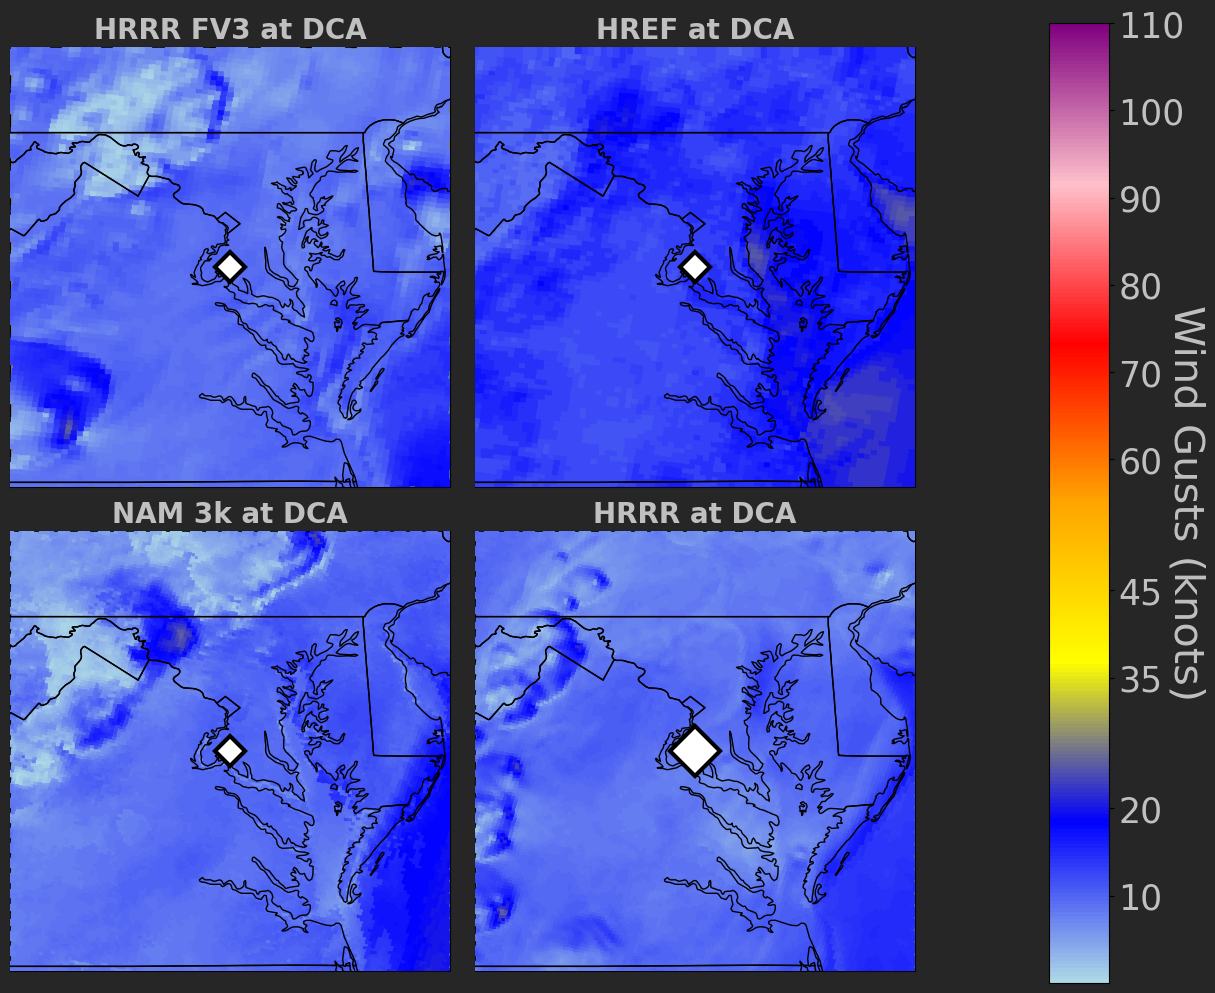 HRRR FV3 at DCA
HREF at DCA
NAM 3k at DCA
HRRR at DCA
110
100
90
80
70
60
45
35
20
10
Wind Gusts (knots)